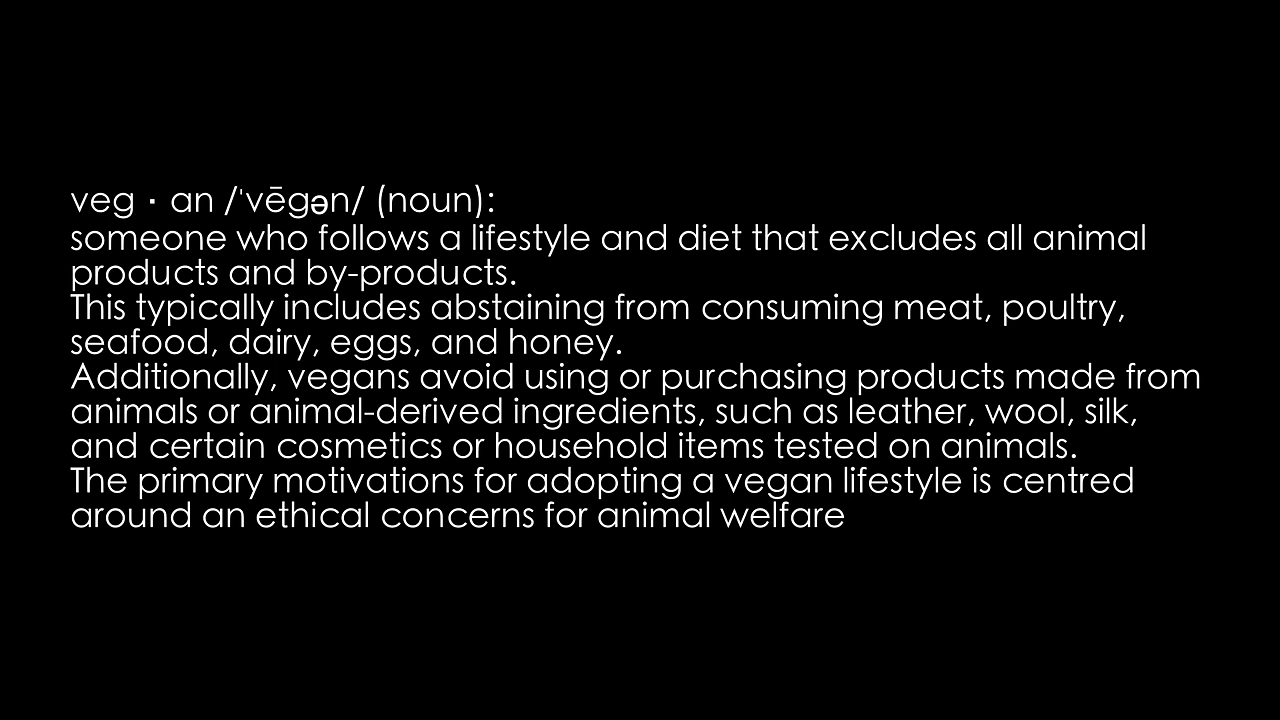 veg · an /ˈvēgən/ (noun):
someone who follows a lifestyle and diet that excludes all animal
products and by-products.
This typically includes abstaining from consuming meat, poultry,
seafood, dairy, eggs, and honey.
Additionally, vegans avoid using or purchasing products made from
animals or animal-derived ingredients, such as leather, wool, silk,
and certain cosmetics or household items tested on animals.
The primary motivations for adopting a vegan lifestyle is centred
around an ethical concerns for animal welfare